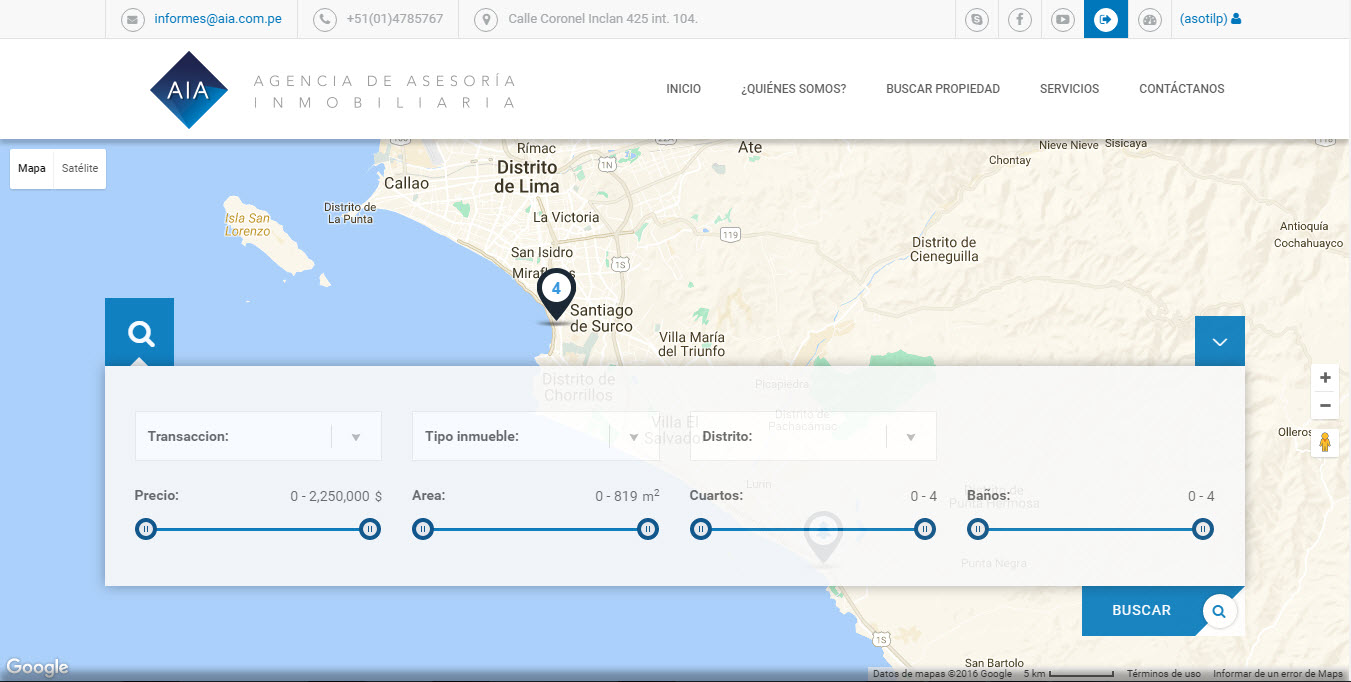 informes@aia.com.pe
+51(01)4785767
Calle Coronel Inclan 425 int. 104.
(asotilp)
AIA
AGENCIA DE ASESORÍA
INMOBILIARIA
INICIO
¿QUIÉNES SOMOS?
BUSCAR PROPIEDAD
SERVICIOS
CONTÁCTANOS
Mapa
Satélite
Rímac
Distrito
de Lima
Callao
Distrito de
La Punta
Isla San
Lorenzo
La Victoria
San Isidro
Miraflores
4
Santiago
de Surco
Villa María
del Triunfo
Ate
1N
119
1S
Nieve Nieve
Sisicaya
Chontay
Distrito de
Cieneguilla
Antioquía
Cochahuayco
Distrito de
Chorrillos
Picapiedra
Distrito de
Pachacámac
Villa El
Salvador
Olleros
Transaccion:
Tipo inmueble:
Distrito:
Precio:
0 - 2,250,000 $
Area:
0 - 819 m²
Cuartos:
0 - 4
Baños:
0 - 4
Lurin
Distrito de
Punta Hermosa
Punta Negra
BUSCAR
1S
San Bartolo
Google
Datos de mapas ©2016 Google
5 km
Términos de uso
Informar de un error de Maps